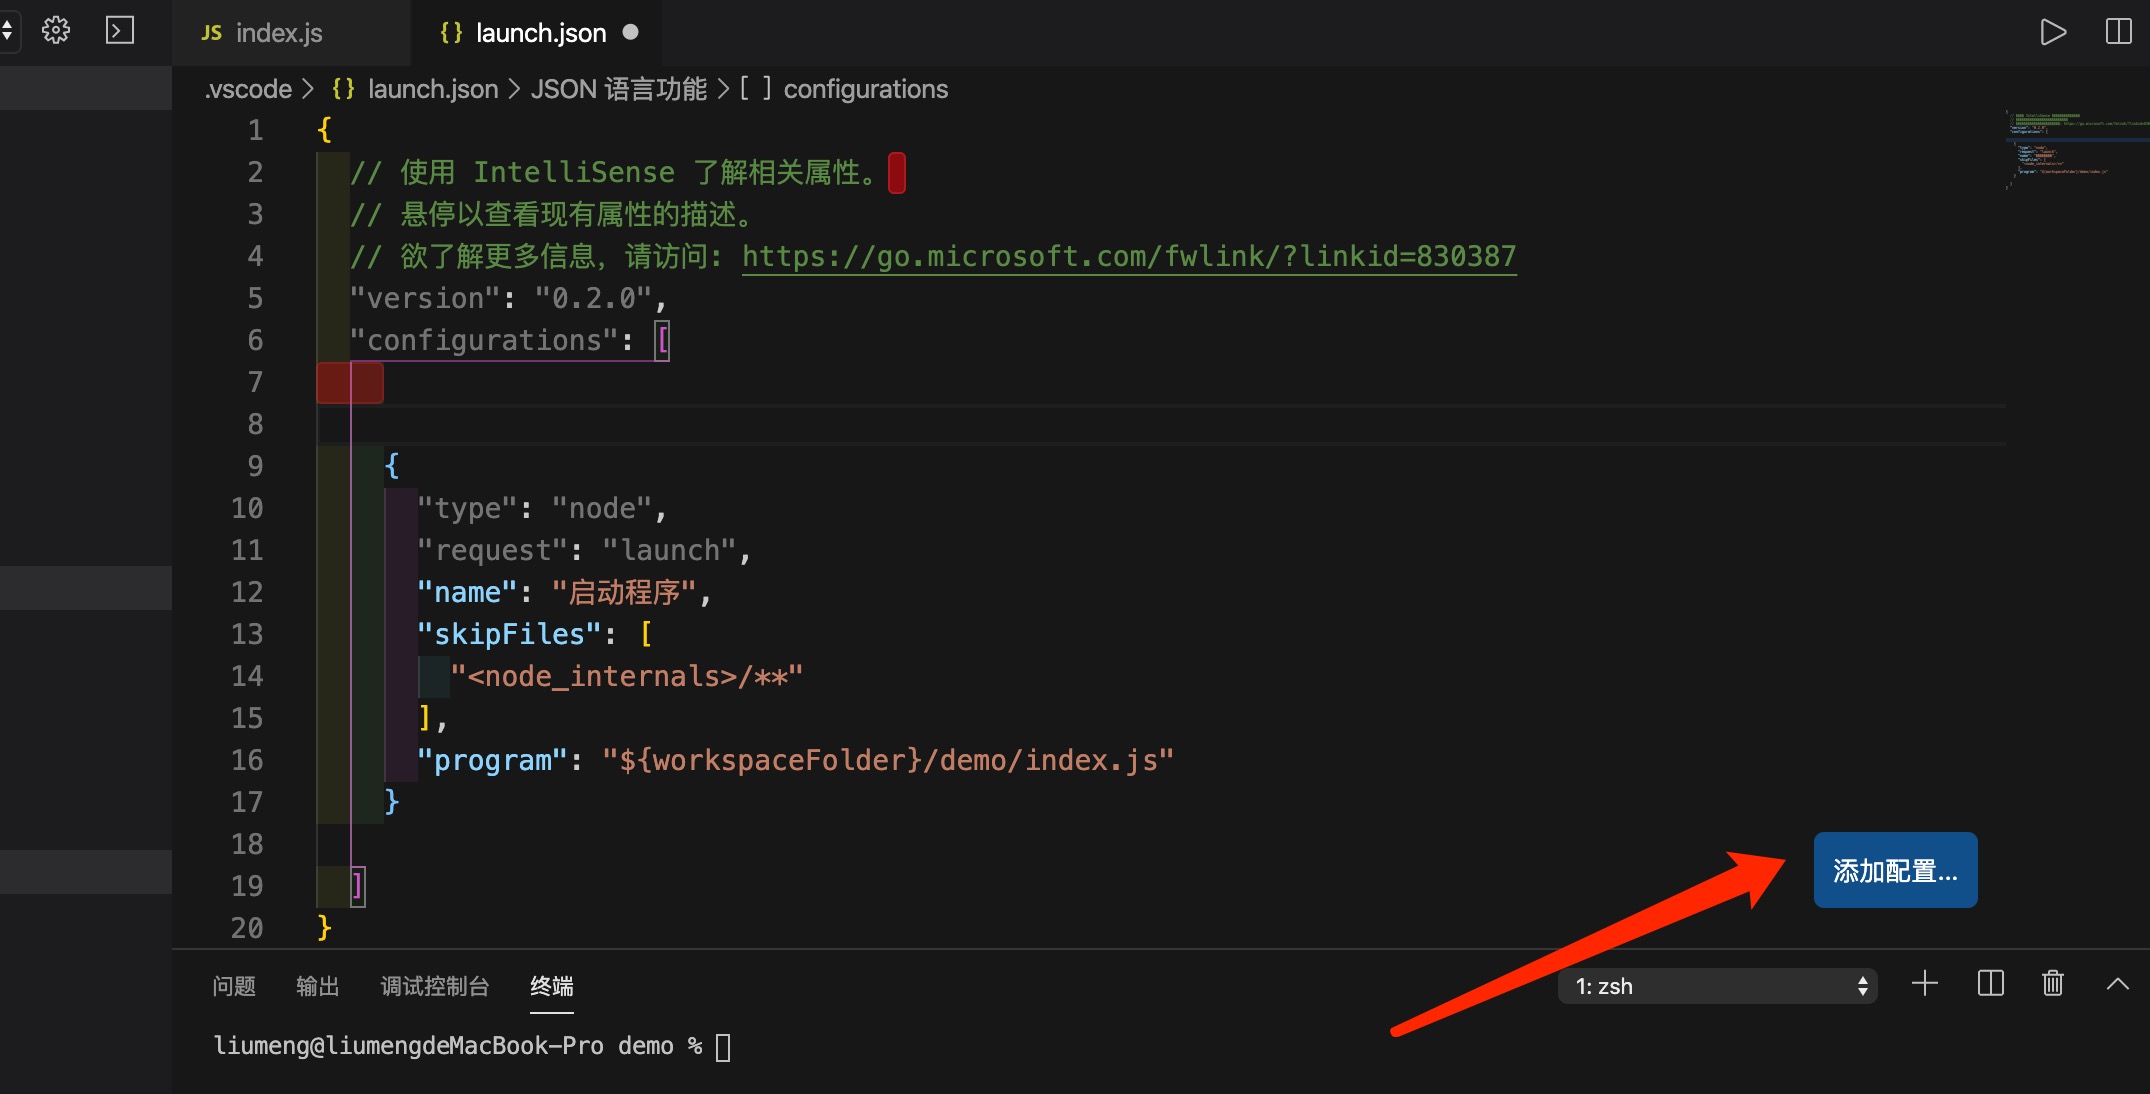 JS index.js {} launch.json
.vscode > {} launch.json > JSON 语言功能 > [ ] configurations
1 {
2 // 使用 IntelliSense 了解相关属性。
3 // 悬停以查看现有属性的描述。
4 // 欲了解更多信息，请访问: https://go.microsoft.com/fwlink/?linkid=830387
5 "version": "0.2.0",
6 "configurations": [
7
8
9 {
10 "type": "node",
11 "request": "launch",
12 "name": "启动程序",
13 "skipFiles": [
14 "<node_internals>/**"
15 ],
16 "program": "${workspaceFolder}/demo/index.js"
17 }
18
19 ]
20 }
添加配置...
问题 输出 调试控制台 终端 1: zsh
liumeng@liumengdeMacBook-Pro demo %